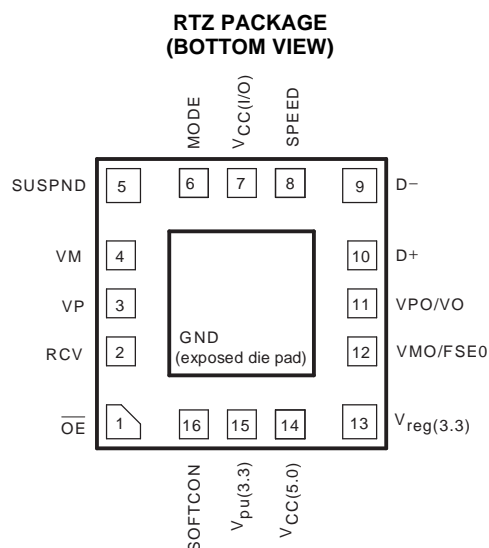 RTZ PACKAGE
(BOTTOM VIEW)
MODE
VCC(I/O)
SPEED
SUSPND
5
6
7
8
9
D−
VM
4
10
D+
VP
3
11
VPO/VO
RCV
2
GND
(exposed die pad)
12
VMO/FSE0
OE
1
16
15
14
13
Vreg(3.3)
SOFTCON
Vpu(3.3)
VCC(5.0)